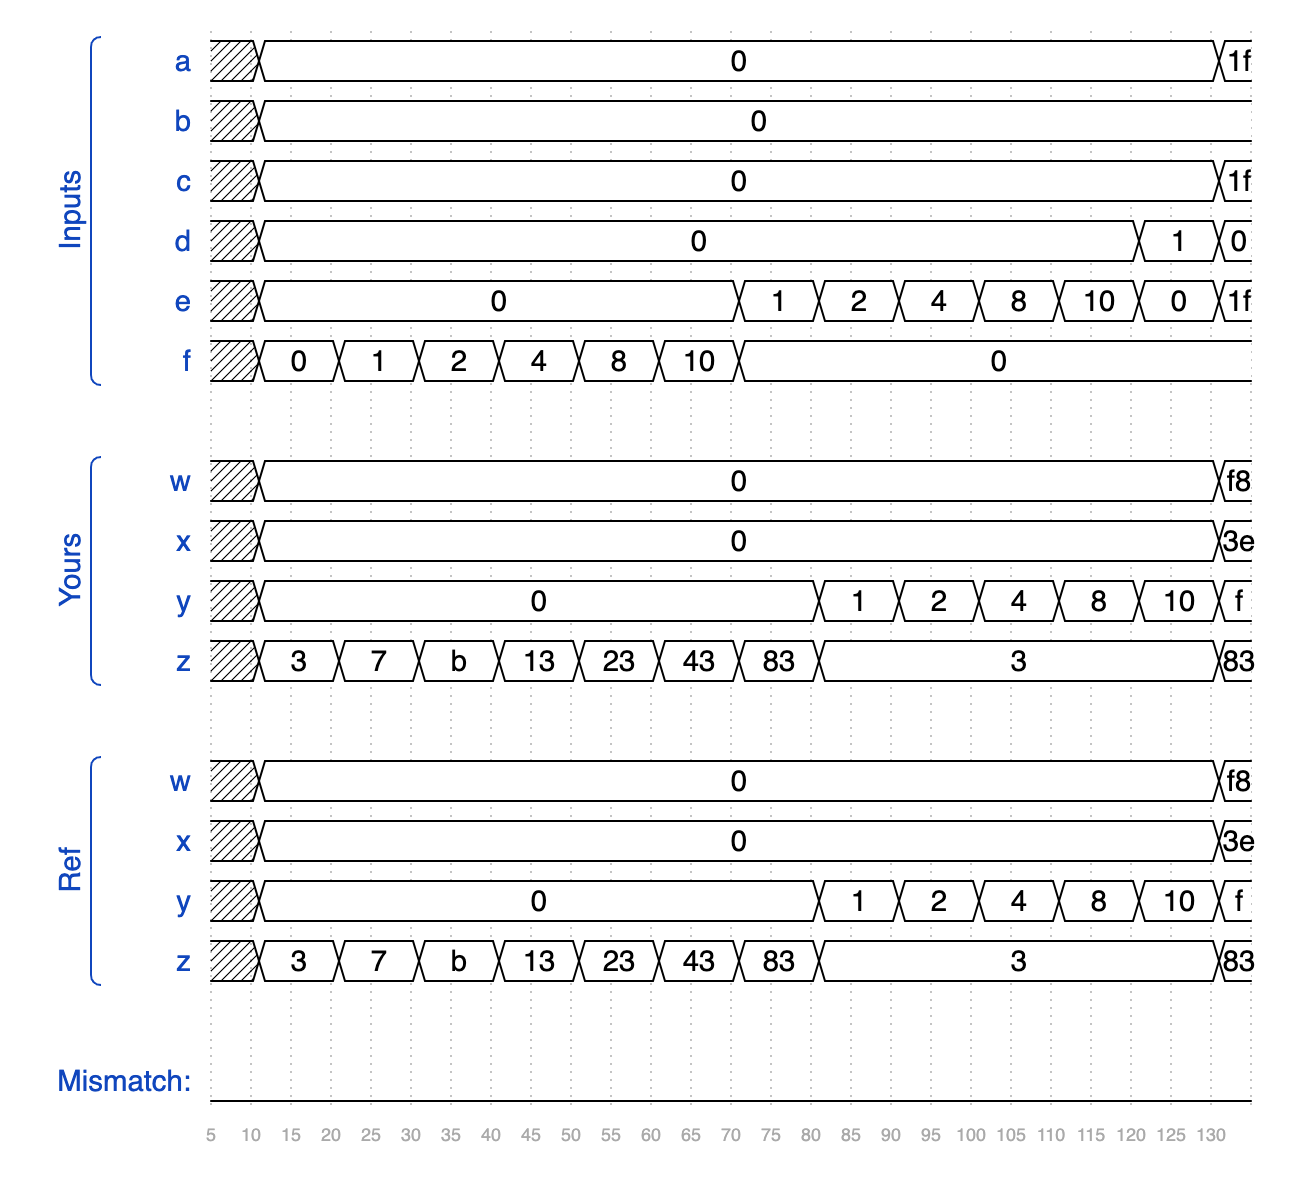 Inputs
a 0 1f
b 0
c 0 1f
d 0 1 0
e 0 1 2 4 8 10 0 1f
f 0 1 2 4 8 10 0
Yours
w 0 f8
x 0 3e
y 0 1 2 4 8 10 f
z 3 7 b 13 23 43 83 3 83
Ref
w 0 f8
x 0 3e
y 0 1 2 4 8 10 f
z 3 7 b 13 23 43 83 3 83
Mismatch:
5 10 15 20 25 30 35 40 45 50 55 60 65 70 75 80 85 90 95 100 105 110 115 120 125 130